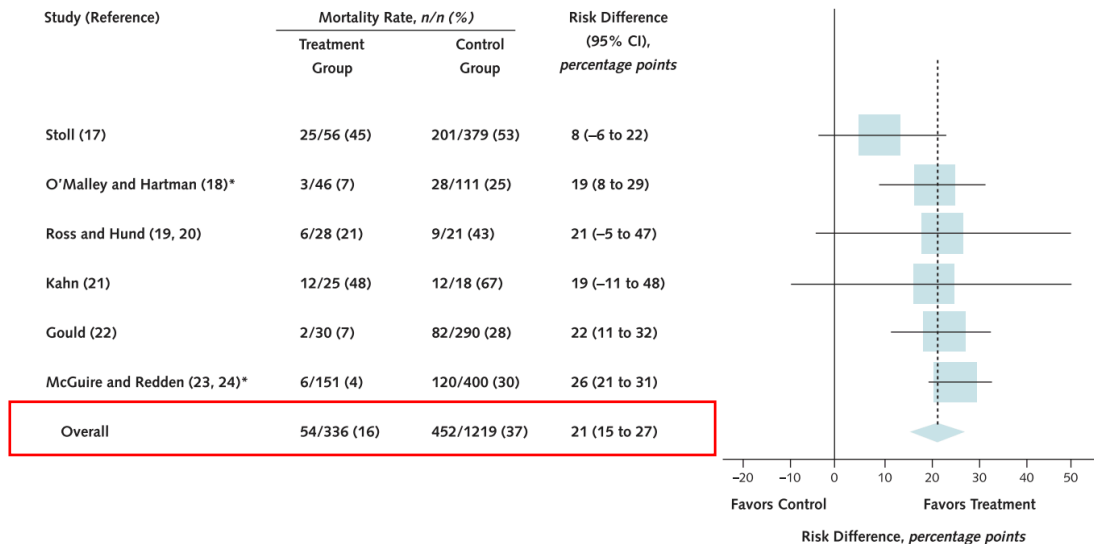 Study (Reference) Mortality Rate, n/n (%) Risk Difference
(95% CI),
percentage points
Treatment Group Control Group
Stoll (17) 25/56 (45) 201/379 (53) 8 (–6 to 22)
O'Malley and Hartman (18)* 3/46 (7) 28/111 (25) 19 (8 to 29)
Ross and Hund (19, 20) 6/28 (21) 9/21 (43) 21 (–5 to 47)
Kahn (21) 12/25 (48) 12/18 (67) 19 (–11 to 48)
Gould (22) 2/30 (7) 82/290 (28) 22 (11 to 32)
McGuire and Redden (23, 24)* 6/151 (4) 120/400 (30) 26 (21 to 31)
Overall 54/336 (16) 452/1219 (37) 21 (15 to 27)
–20 –10 0 10 20 30 40 50
Favors Control Favors Treatment
Risk Difference, percentage points